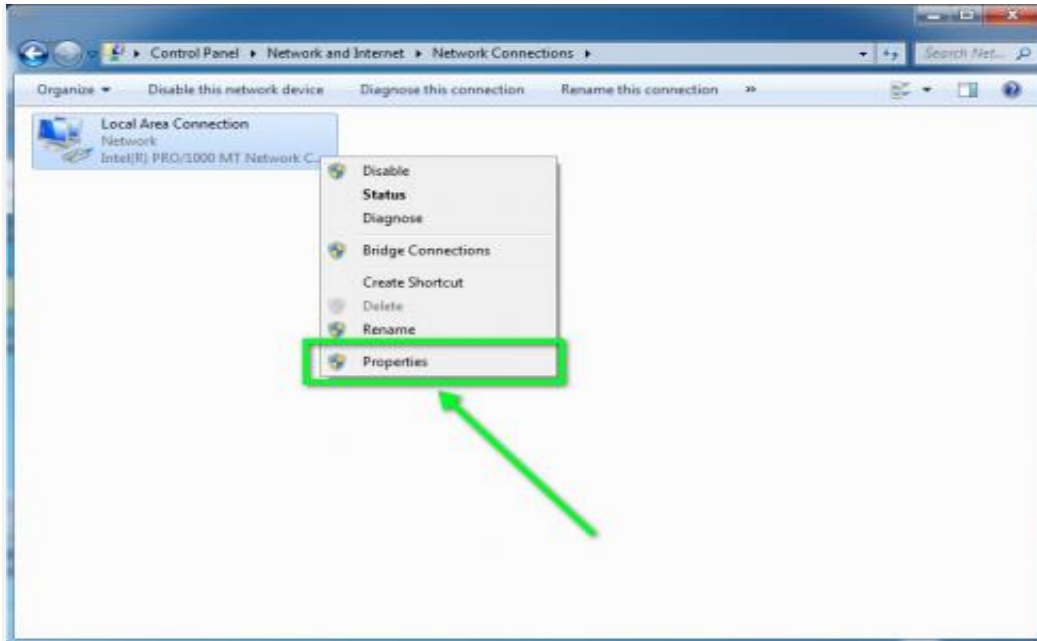 Control Panel ▸ Network and Internet ▸ Network Connections ▸
Search Net...
Organize ▾ Disable this network device Diagnose this connection Rename this connection »
Local Area Connection
Network
Intel(R) PRO/1000 MT Network C...
Disable
Status
Diagnose
Bridge Connections
Create Shortcut
Delete
Rename
Properties